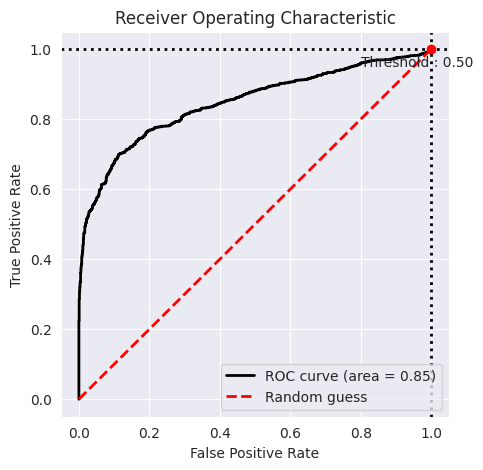 Receiver Operating Characteristic
1.0
0.8
0.6
0.4
0.2
0.0
True Positive Rate
Threshold : 0.50
ROC curve (area = 0.85)
Random guess
0.0 0.2 0.4 0.6 0.8 1.0
False Positive Rate